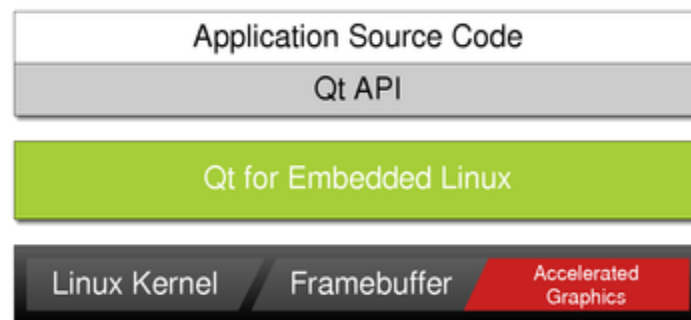 Application Source Code
Qt API
Qt for Embedded Linux
Linux Kernel Framebuffer Accelerated
Graphics